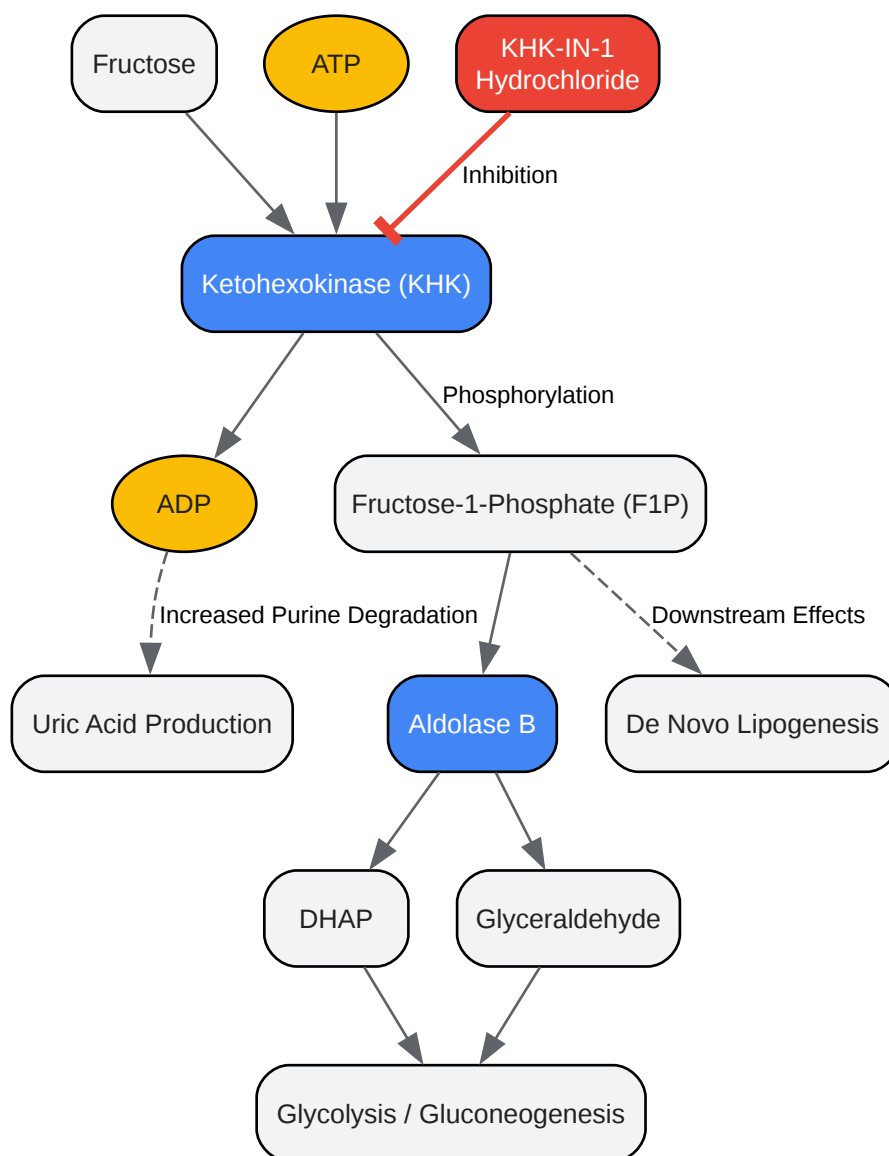 Fructose
ATP
KHK-IN-1
Hydrochloride
Inhibition
Ketohexokinase (KHK)
Phosphorylation
ADP
Fructose-1-Phosphate (F1P)
Increased Purine Degradation
Downstream Effects
Uric Acid Production
Aldolase B
De Novo Lipogenesis
DHAP
Glyceraldehyde
Glycolysis / Gluconeogenesis